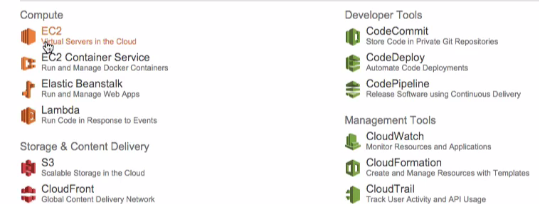 Compute
EC2
Virtual Servers in the Cloud
EC2 Container Service
Run and Manage Docker Containers
Elastic Beanstalk
Run and Manage Web Apps
Lambda
Run Code in Response to Events
Storage & Content Delivery
S3
Scalable Storage in the Cloud
CloudFront
Global Content Delivery Network
Developer Tools
CodeCommit
Store Code in Private Git Repositories
CodeDeploy
Automate Code Deployments
CodePipeline
Release Software using Continuous Delivery
Management Tools
CloudWatch
Monitor Resources and Applications
CloudFormation
Create and Manage Resources with Templates
CloudTrail
Track User Activity and API Usage